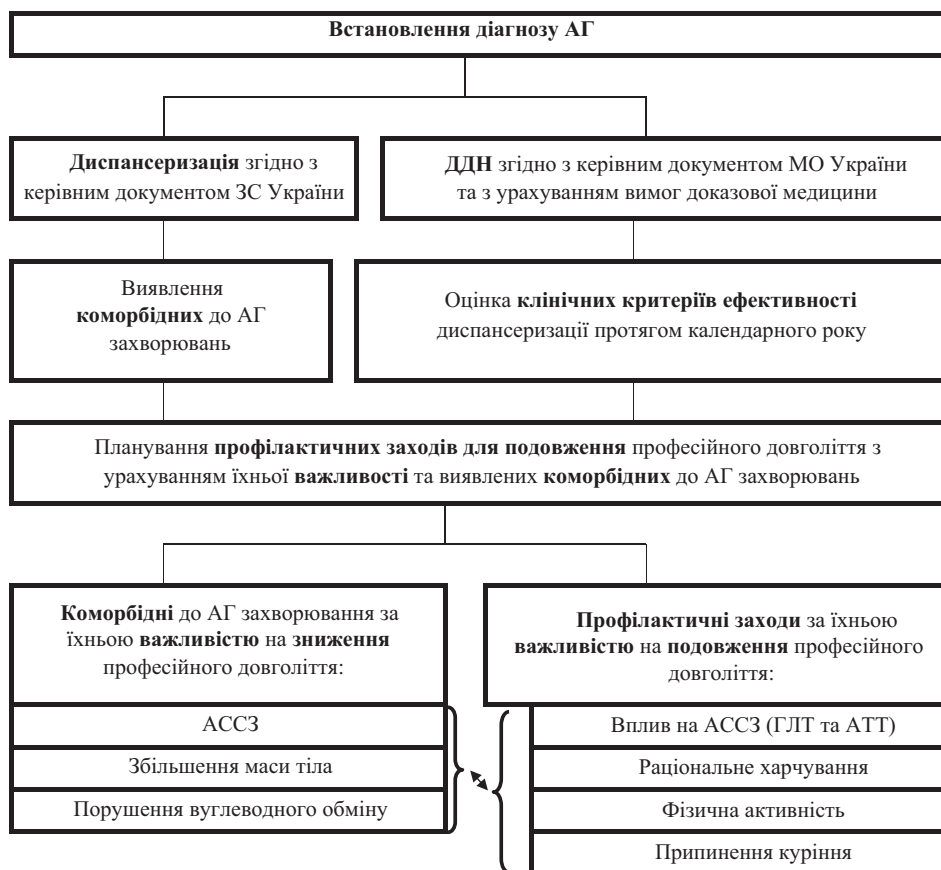 Встановлення діагнозу АГ
Диспансеризація згідно з
керівним документом ЗС України
ДДН згідно з керівним документом МО України
та з урахуванням вимог доказової медицини
Виявлення
коморбідних до АГ
захворювань
Оцінка клінічних критеріїв ефективності
диспансеризації протягом календарного року
Планування профілактичних заходів для подовження професійного довголіття з
урахуванням їхньої важливості та виявлених коморбідних до АГ захворювань
Коморбідні до АГ захворювання за
їхньою важливістю на зниження
професійного довголіття:
АССЗ
Збільшення маси тіла
Порушення вуглеводного обміну
Профілактичні заходи за їхньою
важливістю на подовження професійного
довголіття:
Вплив на АССЗ (ГЛТ та АТТ)
Раціональне харчування
Фізична активність
Припинення куріння